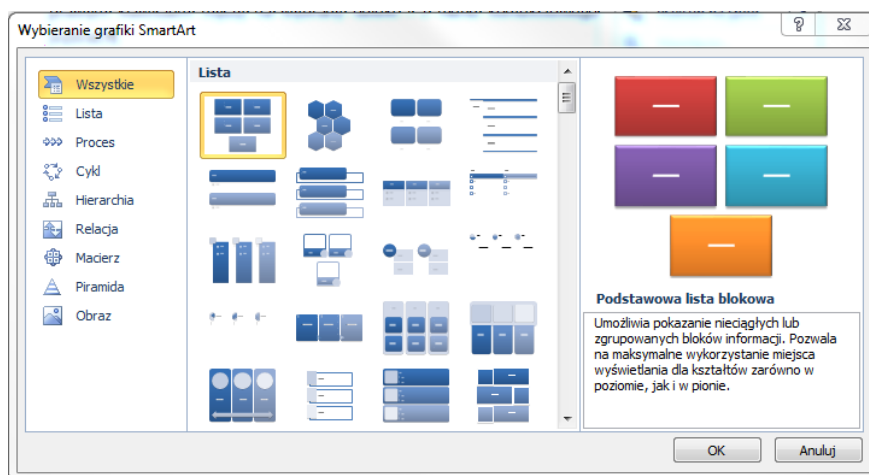 Wybieranie grafiki SmartArt
Wszystkie
Lista
Proces
Cykl
Hierarchia
Relacja
Macierz
Piramida
Obraz
Lista
Podstawowa lista blokowa
Umożliwia pokazanie nieciągłych lub
zgrupowanych bloków informacji. Pozwala
na maksymalne wykorzystanie miejsca
wyświetlania dla kształtów zarówno w
poziomie, jak i w pionie.
OK
Anuluj